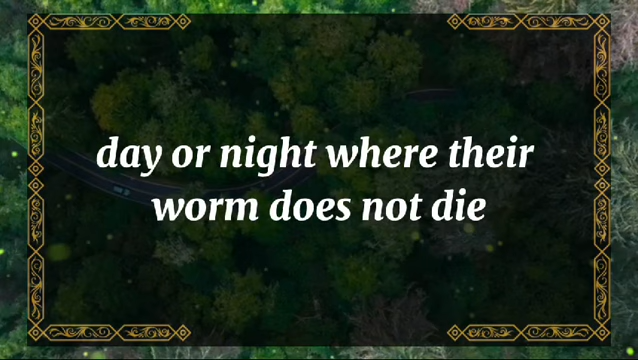 day or night where their
worm does not die